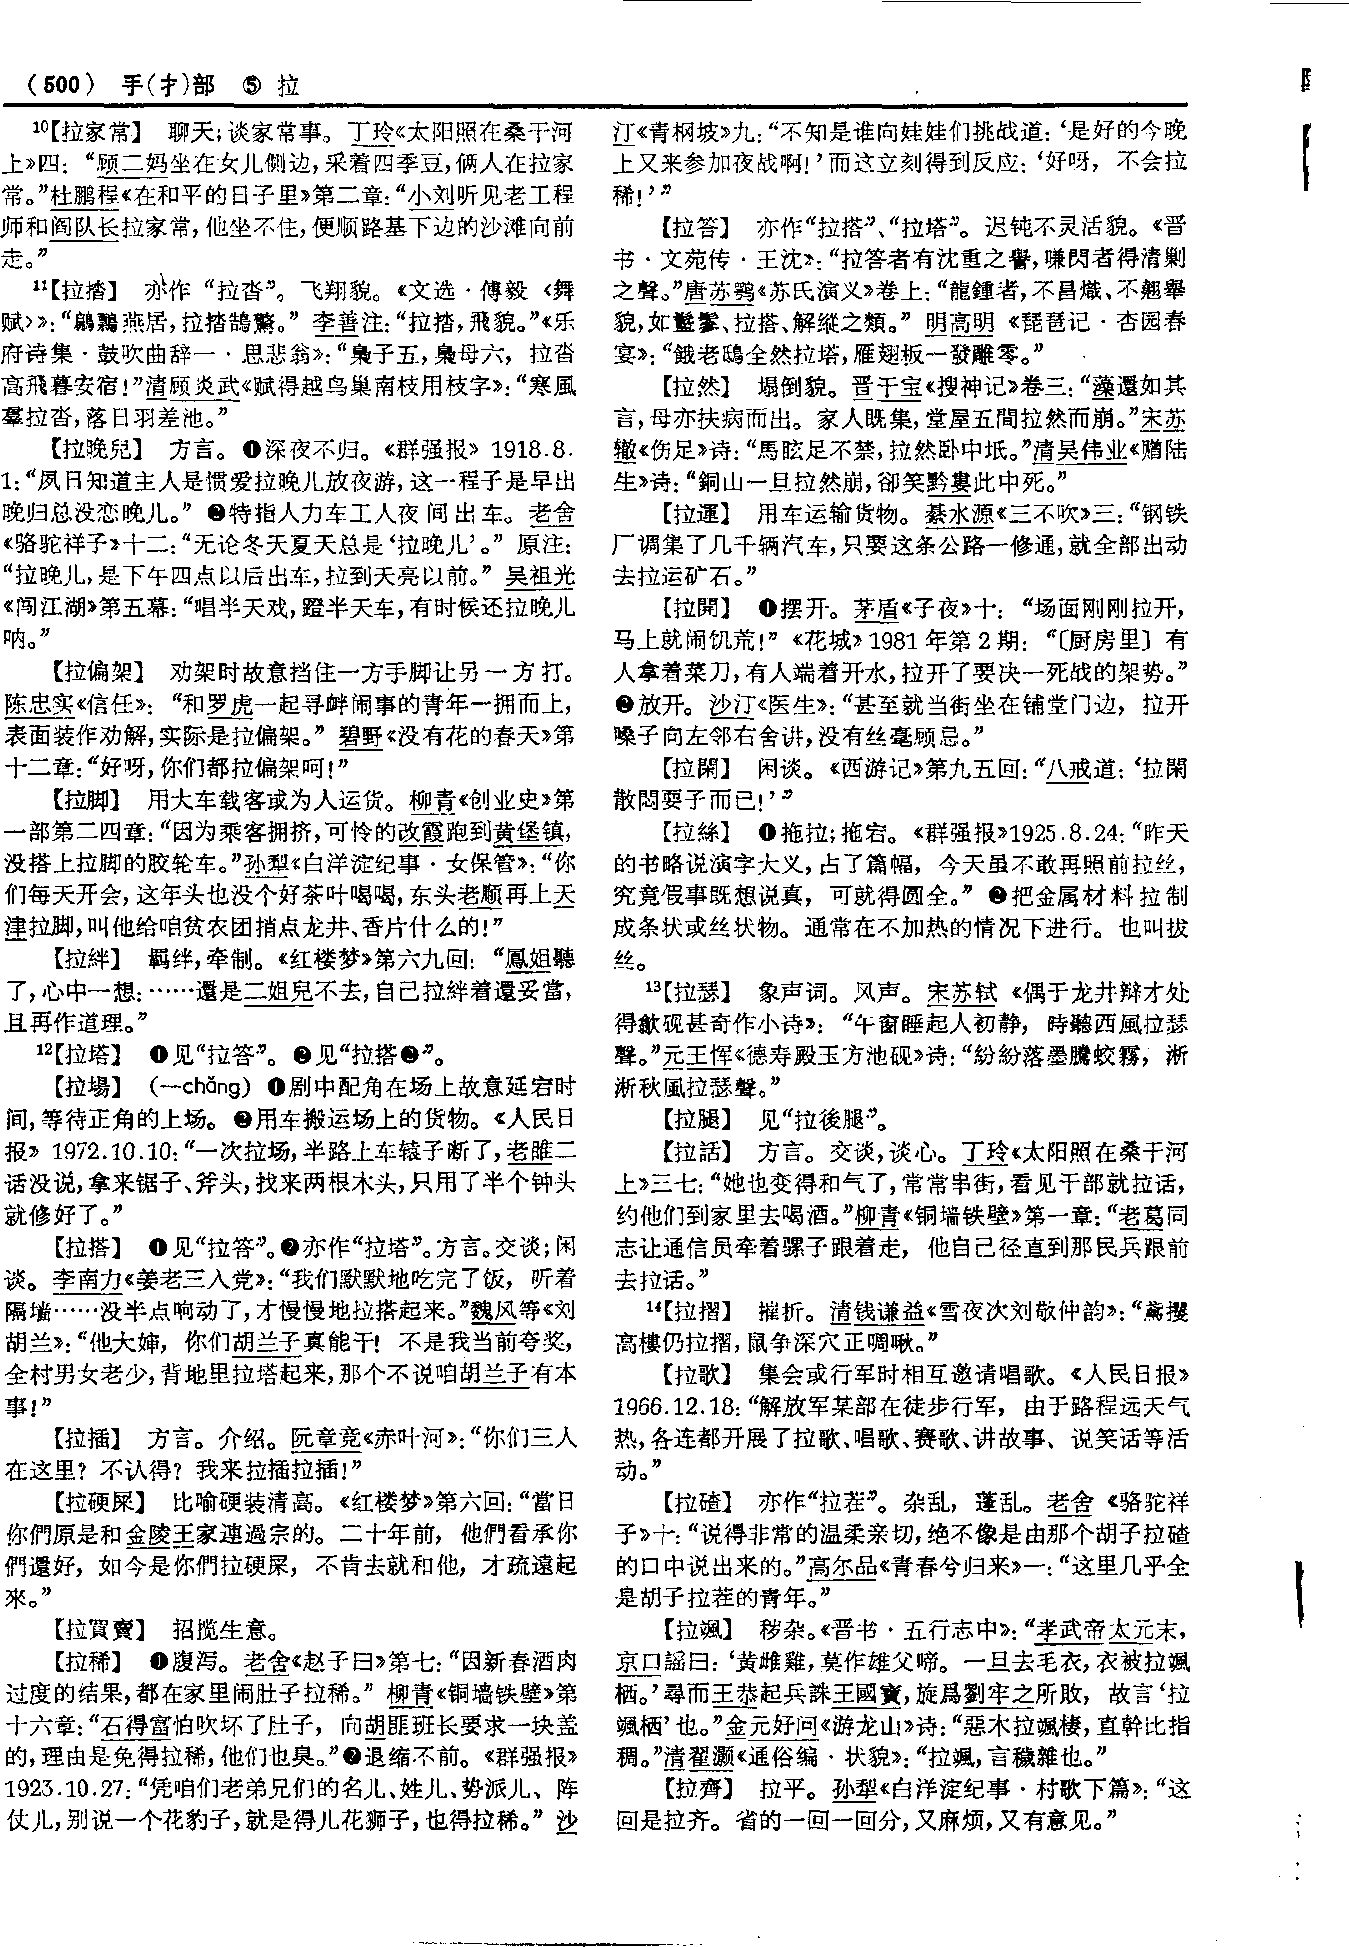 （500） 手(扌)部 ⑤ 拉
10【拉家常】 聊天；谈家常事。丁玲《太阳照在桑干河
上》四：“顾二妈坐在女儿侧边，采着四季豆，俩人在拉家
常。”杜鹏程《在和平的日子里》第二章：“小刘听见老工程
师和阎队长拉家常，他坐不住，便顺路基下边的沙滩向前
走。”
11【拉揸】 亦作“拉沓”。飞翔貌。《文选·傅毅〈舞
赋〉》：“鶣𩾌燕居，拉㧺鹄驚。”李善注：“拉㧺，飛貌。”《乐
府诗集·鼓吹曲辞一·思悲翁》：“梟子五，梟母六，拉沓
高飛暮安宿！”清顾炎武《赋得越鸟巢南枝用枝字》：“寒風
羣拉沓，落日羽差池。”
【拉晚兒】 方言。❶深夜不归。《群强报》1918.8.
1：“夙日知道主人是惯爱拉晚儿放夜游，这一程子是早出
晚归总没恋晚儿。”❷特指人力车工人夜间出车。老舍
《骆驼祥子》十二：“无论冬天夏天总是‘拉晚儿’。”原注：
“拉晚儿，是下午四点以后出车，拉到天亮以前。”吴祖光
《闯江湖》第五幕：“唱半天戏，蹬半天车，有时候还拉晚儿
呐。”
【拉偏架】 劝架时故意挡住一方手脚让另一方打。
陈忠实《信任》：“和罗虎一起寻衅闹事的青年一拥而上，
表面装作劝解，实际是拉偏架。”碧野《没有花的春天》第
十二章：“好呀，你们都拉偏架呵！”
【拉脚】 用大车载客或为人运货。柳青《创业史》第
一部第二四章：“因为乘客拥挤，可怜的改霞跑到黄堡镇，
没搭上拉脚的胶轮车。”孙犁《白洋淀纪事·女保管》：“你
们每天开会，这年头也没个好茶叶喝喝，东头老顺再上天
津拉脚，叫他给咱贫农团捎点龙井、香片什么的！”
【拉絆】 羁绊，牵制。《红楼梦》第六九回：“鳳姐聽
了，心中一想：……還是二姐兒不去，自己拉絆着還妥當，
且再作道理。”
12【拉塔】 ❶见“拉答”。❷见“拉搭❷”。
【拉場】 （一chǎng）❶剧中配角在场上故意延宕时
间，等待正角的上场。❷用车搬运场上的货物。《人民日
报》1972.10.10：“一次拉场，半路上车辕子断了，老雎二
话没说，拿来锯子、斧头，找来两根木头，只用了半个钟头
就修好了。”
【拉搭】 ❶见“拉答”。❷亦作“拉塔”。方言。交谈；闲
谈。李南力《姜老三入党》：“我们默默地吃完了饭，听着
隔墙……没半点响动了，才慢慢地拉搭起来。”魏风等《刘
胡兰》：“他大婶，你们胡兰子真能干！不是我当前夸奖，
全村男女老少，背地里拉塔起来，那个不说咱胡兰子有本
事！”
【拉插】 方言。介绍。阮章竞《赤叶河》：“你们三人
在这里？不认得？我来拉插拉插！”
【拉硬屎】 比喻硬装清高。《红楼梦》第六回：“當日
你們原是和金陵王家連過宗的。二十年前，他們看承你
們還好，如今是你們拉硬屎，不肯去就和他，才疏遠起
來。”
【拉買賣】 招揽生意。
【拉稀】 ❶腹泻。老舍《赵子曰》第七：“因新春酒肉
过度的结果，都在家里闹肚子拉稀。”柳青《铜墙铁壁》第
十六章：“石得富怕吹坏了肚子，向胡匪班长要求一块盖
的，理由是免得拉稀，他们也臭。”❷退缩不前。《群强报》
1923.10.27：“凭咱们老弟兄们的名儿、姓儿、势派儿、阵
仗儿，别说一个花豹子，就是得儿花狮子，也得拉稀。”沙
汀《青㭎坡》九：“不知是谁向娃娃们挑战道：‘是好的今晚
上又来参加夜战啊！’而这立刻得到反应：‘好呀，不会拉
稀！’”
【拉答】 亦作“拉搭”、“拉塔”。迟钝不灵活貌。《晋
书·文苑传·王沈》：“拉答者有沈重之譽，嗛閃者得清剿
之聲。”唐苏鹗《苏氏演义》卷上：“龍鍾者，不昌熾、不翹舉
貌，如䰐鬖、拉搭、解縱之類。”明高明《琵琶记·杏园春
宴》：“餓老鴟全然拉塔，雁翅板一發雕零。”
【拉然】 塌倒貌。晋干宝《搜神记》卷三：“藻還如其
言，母亦扶病而出。家人既集，堂屋五間拉然而崩。”宋苏
辙《伤足》诗：“馬眩足不禁，拉然卧中坻。”清吴伟业《赠陆
生》诗：“銅山一旦拉然崩，卻笑黔婁此中死。”
【拉運】 用车运输货物。綦水源《三不吹》三：“钢铁
厂调集了几千辆汽车，只要这条公路一修通，就全部出动
去拉运矿石。”
【拉開】 ❶摆开。茅盾《子夜》十：“场面刚刚拉开，
马上就闹饥荒！”《花城》1981年第2期：“〔厨房里〕有
人拿着菜刀，有人端着开水，拉开了要决一死战的架势。”
❷放开。沙汀《医生》：“甚至就当街坐在铺堂门边，拉开
嗓子向左邻右舍讲，没有丝毫顾忌。”
【拉閑】 闲谈。《西游记》第九五回：“八戒道：‘拉閑
散悶耍子而已！’”
【拉絲】 ❶拖拉；拖宕。《群强报》1925.8.24：“昨天
的书略说演字大义，占了篇幅，今天虽不敢再照前拉丝，
究竟假事既想说真，可就得圆全。”❷把金属材料拉制
成条状或丝状物。通常在不加热的情况下进行。也叫拔
丝。
13【拉瑟】 象声词。风声。宋苏轼《偶于龙井辩才处
得歙砚甚奇作小诗》：“午窗睡起人初静，時聽西風拉瑟
聲。”元王恽《德寿殿玉方池砚》诗：“紛紛落墨騰蛟霧，淅
淅秋風拉瑟聲。”
【拉腿】 见“拉後腿”。
【拉話】 方言。交谈，谈心。丁玲《太阳照在桑干河
上》三七：“她也变得和气了，常常串街，看见干部就拉话，
约他们到家里去喝酒。”柳青《铜墙铁壁》第一章：“老葛同
志让通信员牵着骡子跟着走，他自己径直到那民兵跟前
去拉话。”
14【拉摺】 摧折。清钱谦益《雪夜次刘敬仲韵》：“鳶攫
高樓仍拉摺，鼠争深穴正啁啾。”
【拉歌】 集会或行军时相互邀请唱歌。《人民日报》
1966.12.18：“解放军某部在徒步行军，由于路程远天气
热，各连都开展了拉歌、唱歌、赛歌、讲故事、说笑话等活
动。”
【拉碴】 亦作“拉茬”。杂乱，蓬乱。老舍《骆驼祥
子》十：“说得非常的温柔亲切，绝不像是由那个胡子拉碴
的口中说出来的。”高尔品《青春兮归来》一：“这里几乎全
是胡子拉茬的青年。”
【拉颯】 秽杂。《晋书·五行志中》：“孝武帝太元末，
京口謡曰：‘黄雌雞，莫作雄父啼。一旦去毛衣，衣被拉颯
栖。’尋而王恭起兵誅王國寶，旋爲劉牢之所敗，故言‘拉
颯栖’也。”金元好问《游龙山》诗：“惡木拉颯棲，直幹比指
稠。”清翟灏《通俗编·状貌》：“拉颯，言穢雜也。”
【拉齊】 拉平。孙犁《白洋淀纪事·村歌下篇》：“这
回是拉齐。省的一回一回分，又麻烦，又有意见。”